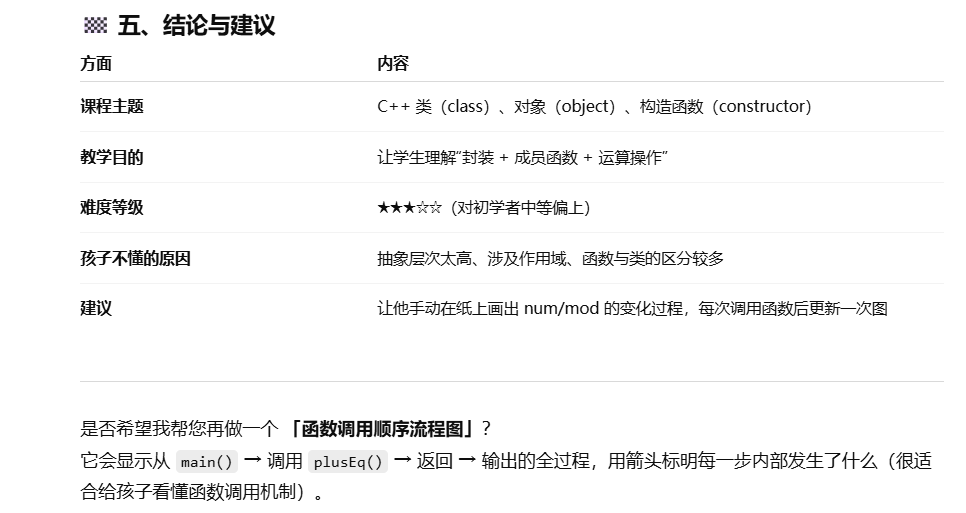 五、结论与建议
方面 内容
课程主题 C++ 类（class）、对象（object）、构造函数（constructor）
教学目的 让学生理解“封装 + 成员函数 + 运算操作”
难度等级 ★★★☆☆（对初学者中等偏上）
孩子不懂的原因 抽象层次太高、涉及作用域、函数与类的区分较多
建议 让他手动在纸上画出 num/mod 的变化过程，每次调用函数后更新一次图
是否希望我帮您再做一个「函数调用顺序流程图」？
它会显示从 main() → 调用 plusEq() → 返回 → 输出的全过程，用箭头标明每一步内部发生了什么（很适
合给孩子看懂函数调用机制）。